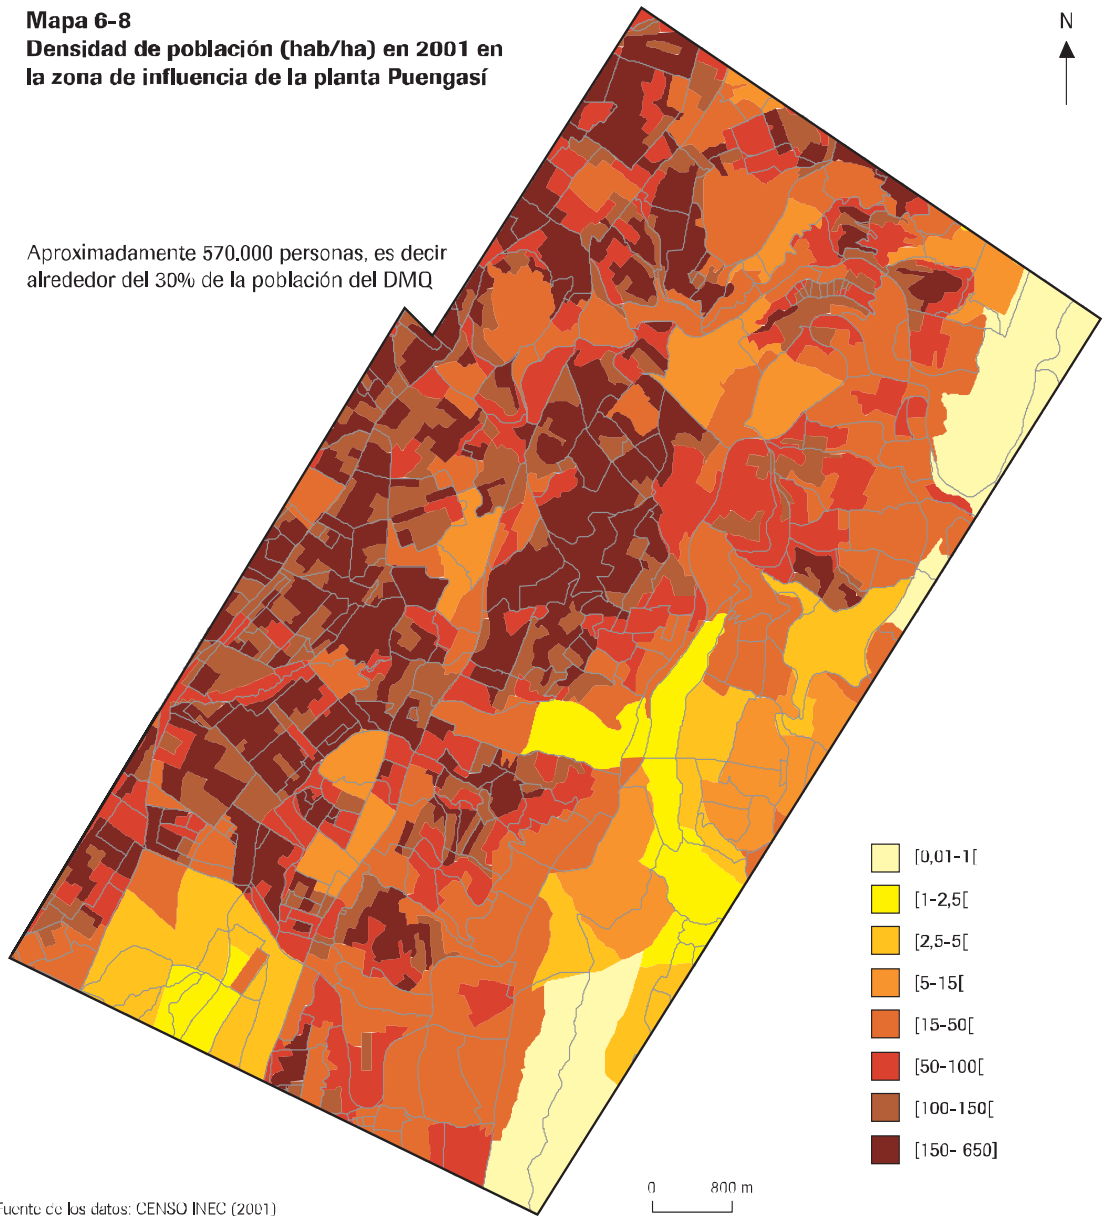 Mapa 6-8
Densidad de población (hab/ha) en 2001 en
la zona de influencia de la planta Puengasí
N
Aproximadamente 570.000 personas, es decir
alrededor del 30% de la población del DMQ
[0,01-1[
[1-2,5[
[2,5-5[
[5-15[
[15-50[
[50-100[
[100-150[
[150- 650]
0 800 m
Fuente de los datos: CENSO INEC (2001)